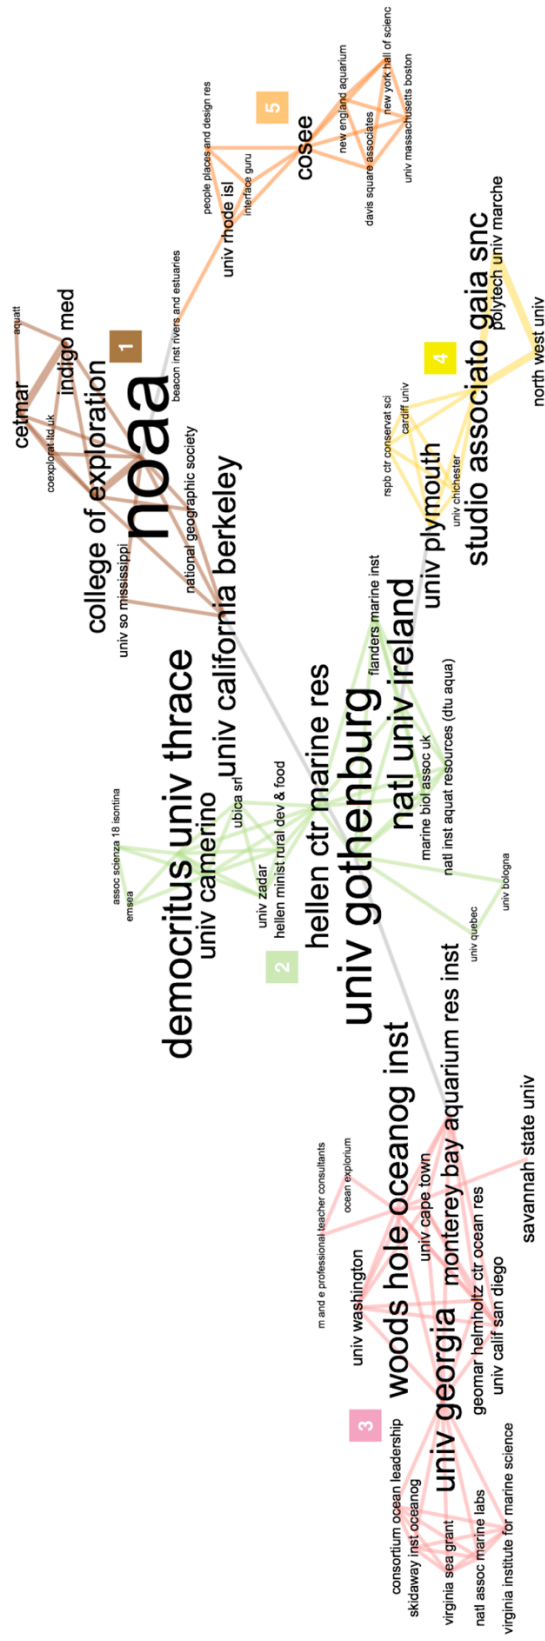 aquatt
cetmar
indigo med
coexplorat ltd uk
1
college of exploration
noaa
univ so mississippi
national geographic society
univ california berkeley
beacon inst rivers and estuaries
people places and design res
5
interface guru
univ rhode isl
cosee
new england aquarium
new york hall of scienc
davis square associates
univ massachusetts boston
assoc scienza 18 isontina
emsea
democritus univ thrace
univ camerino
ubica srl
univ zadar
hellen minist rural dev & food
2
hellen ctr marine res
univ gothenburg
flanders marine inst
natl univ ireland
marine biol assoc uk
natl inst aquat resources (dtu aqua)
univ quebec
univ bologna
4
rspb ctr conservat sci
cardiff univ
univ plymouth
univ chichester
studio associato gaia snc
polytech univ marche
north west univ
m and e professional teacher consultants
ocean explorium
univ washington
3
woods hole oceanog inst
univ cape town
monterey bay aquarium res inst
univ georgia
geomar helmholtz ctr ocean res
univ calif san diego
savannah state univ
consortium ocean leadership
skidaway inst oceanog
virginia sea grant
natl assoc marine labs
virginia institute for marine science